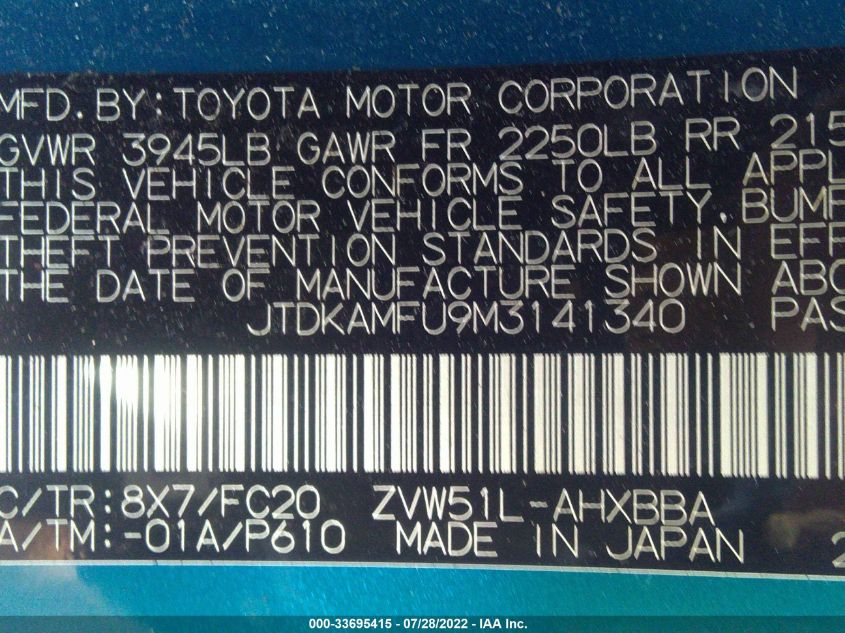 MFD. BY: TOYOTA MOTOR CORPORATION
GVWR 3945LB GAWR FR 2250LB RR 215
THIS VEHICLE CONFORMS TO ALL APPL
FEDERAL MOTOR VEHICLE SAFETY, BUMP
THEFT PREVENTION STANDARDS IN EFF
THE DATE OF MANUFACTURE SHOWN ABO
JTDKAMFU9M3141340 PAS
C/TR: 8X7/FC20 ZVW51L-AHXBBA
A/TM: -01A/P610 MADE IN JAPAN 2
000-33695415 - 07/28/2022 - IAA Inc.